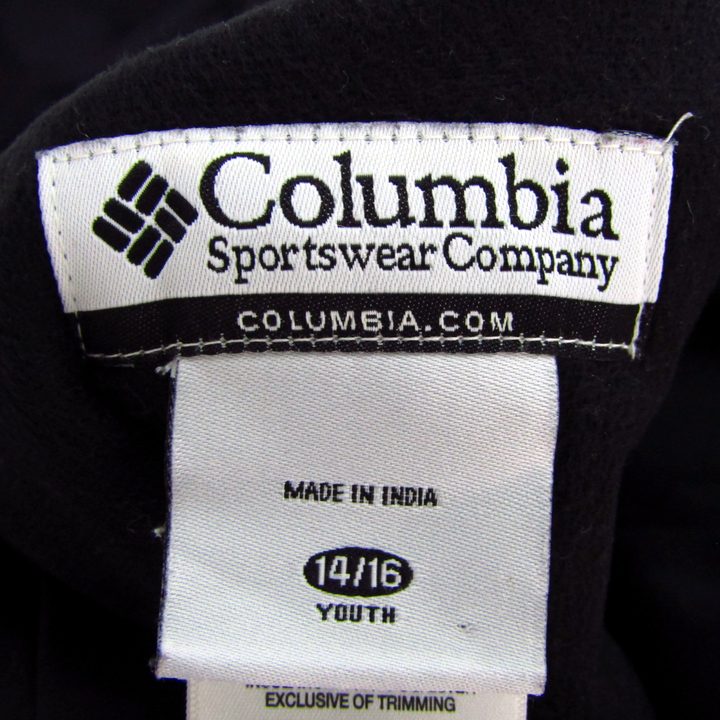 Columbia
Sportswear Company
COLUMBIA.COM
MADE IN INDIA
14/16
YOUTH
EXCLUSIVE OF TRIMMING